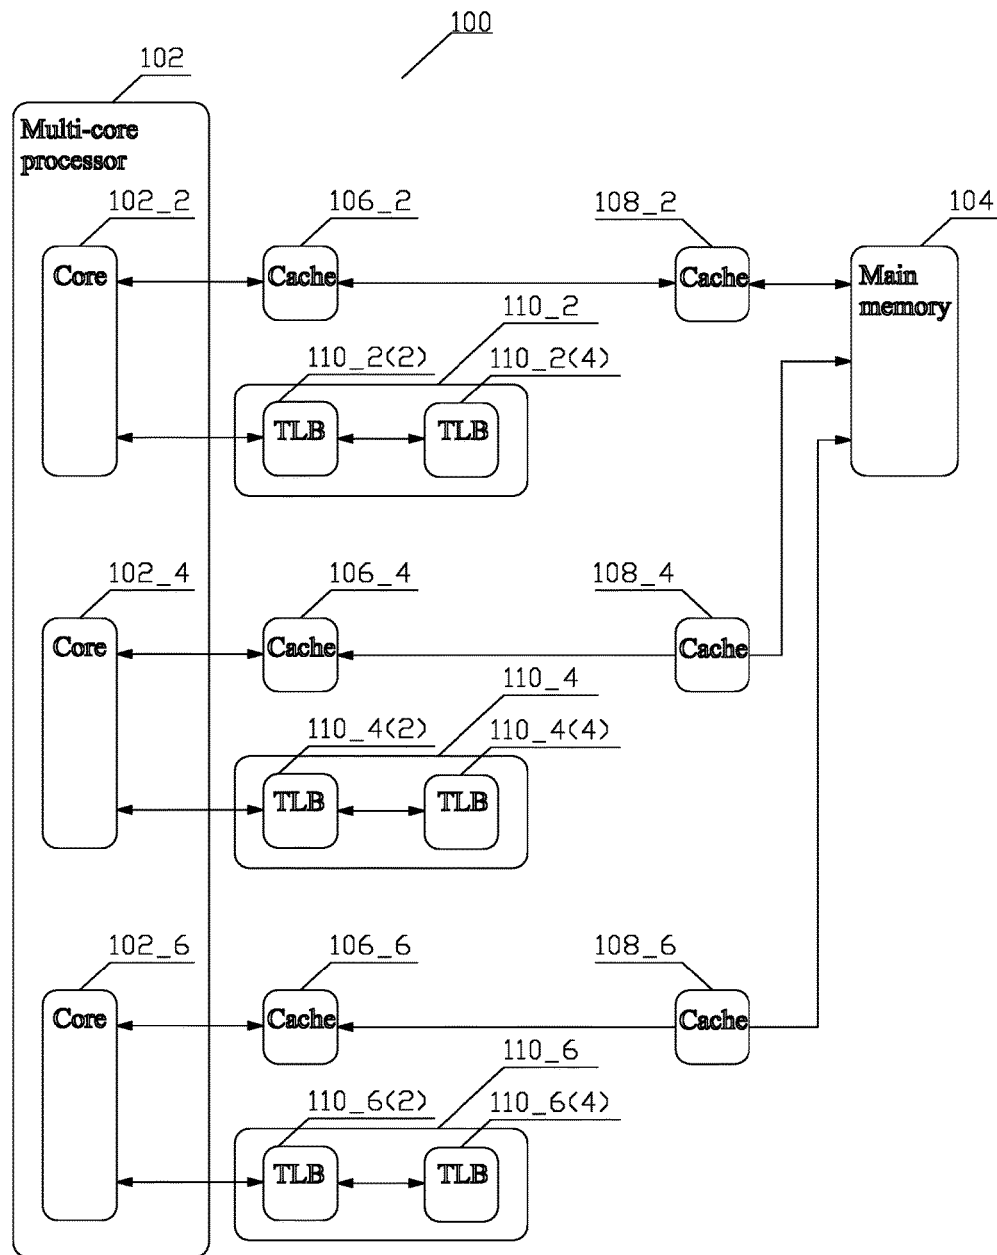 100
102
Multi-core
processor
102_2
106_2
108_2
104
Core
Cache
Cache
Main
memory
110_2
110_2(2)
110_2(4)
TLB
TLB
102_4
106_4
108_4
Core
Cache
Cache
110_4
110_4(2)
110_4(4)
TLB
TLB
102_6
106_6
108_6
Core
Cache
Cache
110_6
110_6(2)
110_6(4)
TLB
TLB